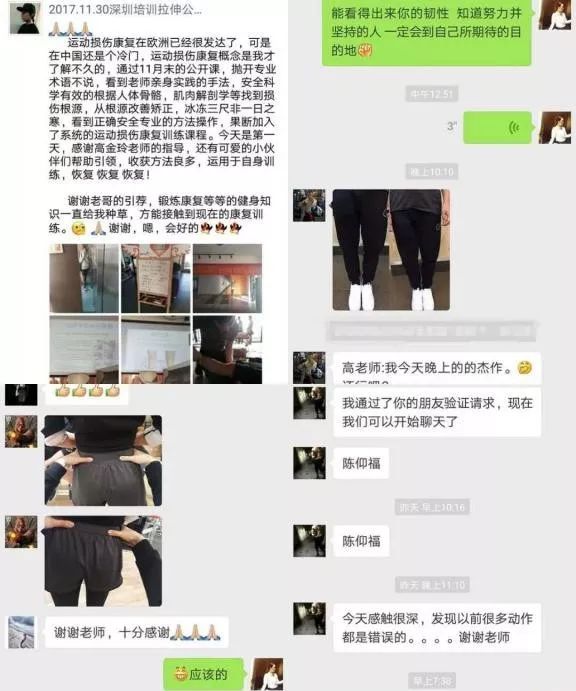 2017.11.30深圳培训拉伸公...
🙏🙏🙏🙏
运动损伤康复在欧洲已经很发达了，可是
在中国还是个冷门，运动损伤康复概念是我才
了解不久的，通过11月末的公开课，抛开专业
术语不说，看到老师亲身实践的手法，安全科
学有效的根据人体骨骼，肌肉解剖学等找到损
伤根源，从根源改善矫正，冰冻三尺非一日之
寒，看到正确安全专业的方法操作，果断加入
了系统的运动损伤康复训练课程。今天是第一
天，感谢高金玲老师的指导，还有可爱的小伙
伴们帮助引领，收获方法良多，运用于自身训
练，恢复 恢复 恢复！
谢谢老哥的引荐，锻炼康复等等的健身知
识一直给我种草，方能接触到现在的康复训
练。🧐 🙏谢谢，嗯，会好的
👍👍👍👍
谢谢老师，十分感谢🙏🙏🙏
😁应该的
能看得出来你的韧性 知道努力并
坚持的人 一定会到自己所期待的目
的地✊
中午12:51
3"
晚上10:10
高老师:我今天晚上的的杰作。
我通过了你的朋友验证请求，现在
我们可以开始聊天了
陈仰福
昨天 早上10:16
陈仰福
昨天 晚上11:10
今天感触很深，发现以前很多动作
都是错误的。。。。谢谢老师
早上7:38